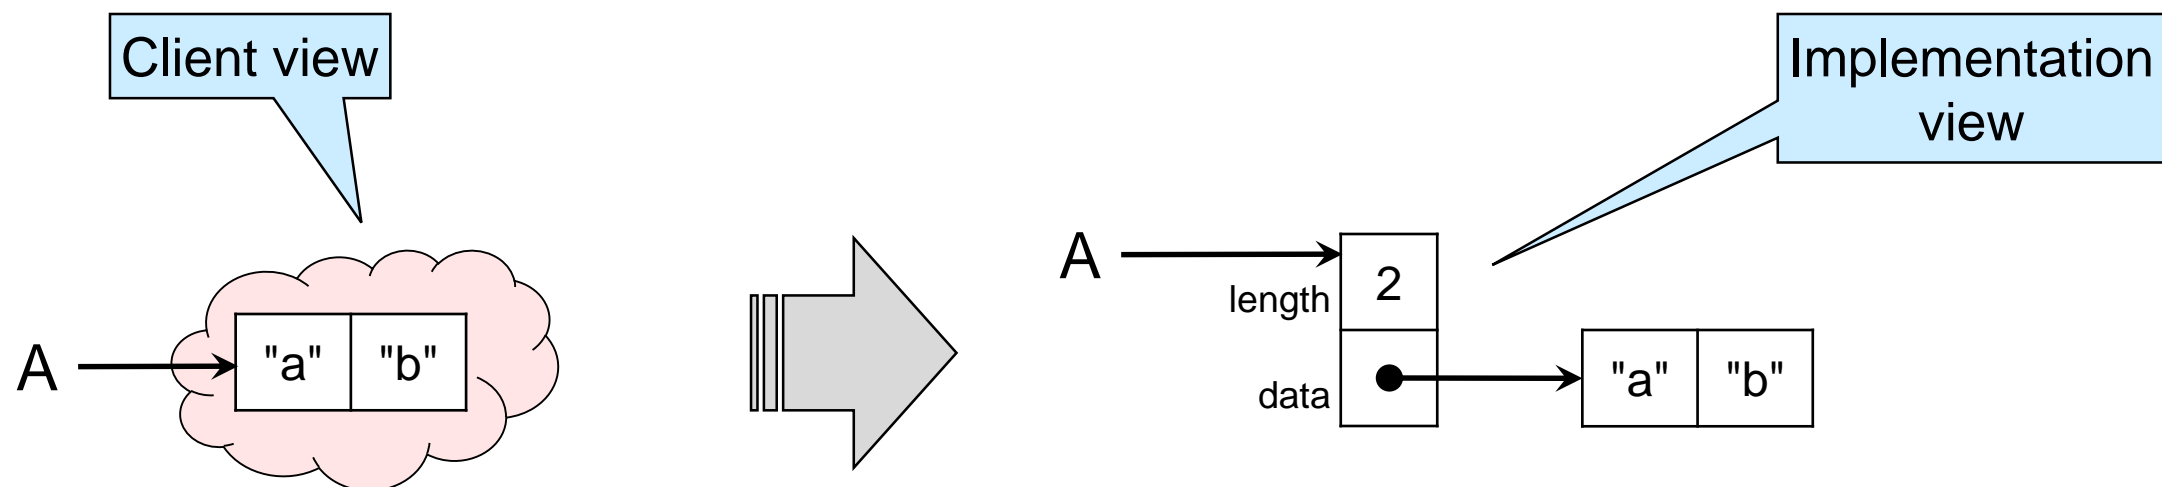 Client view
Implementation
view
A
"a" "b"
A
length
2
data
"a" "b"